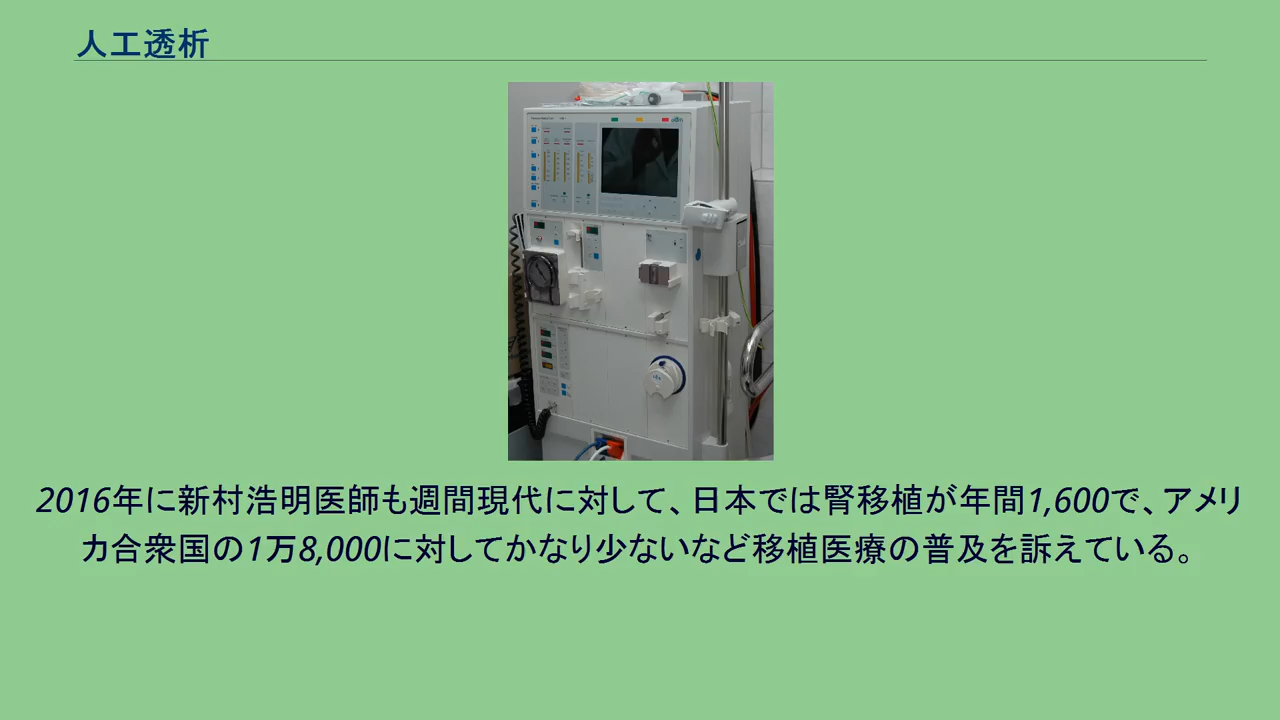 人工透析
2016年に新村浩明医師も週間現代に対して、日本では腎移植が年間1,600で、アメリ
カ合衆国の1万8,000に対してかなり少ないなど移植医療の普及を訴えている。